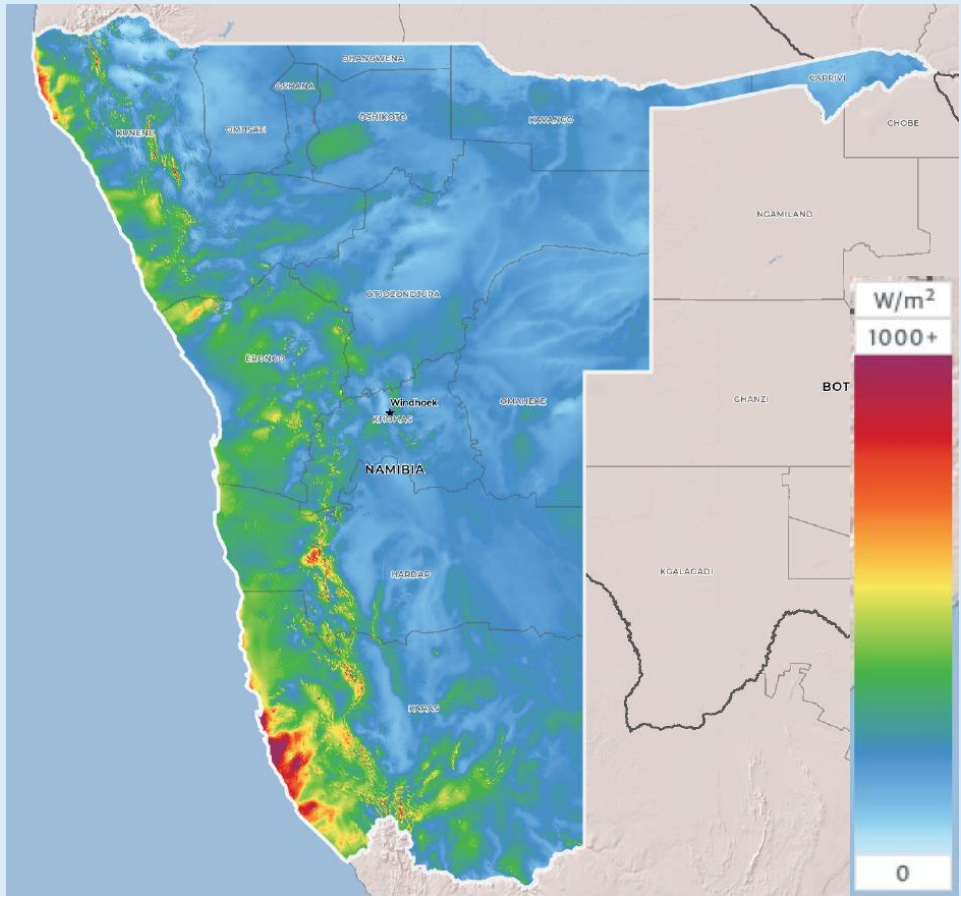 OHANGWENA
CAPRIVI
OSHANA
OSHIKOTO
KAVANGO
CHOBE
KUNENE
OMUSATI
NGAMILAND
OTJOZONDJUPA
W/m²
1000+
ERONGO
BOT
Windhoek
OMAHEKE
GHANZI
KHOMAS
NAMIBIA
HARDAP
KGALAGADI
KARAS
0